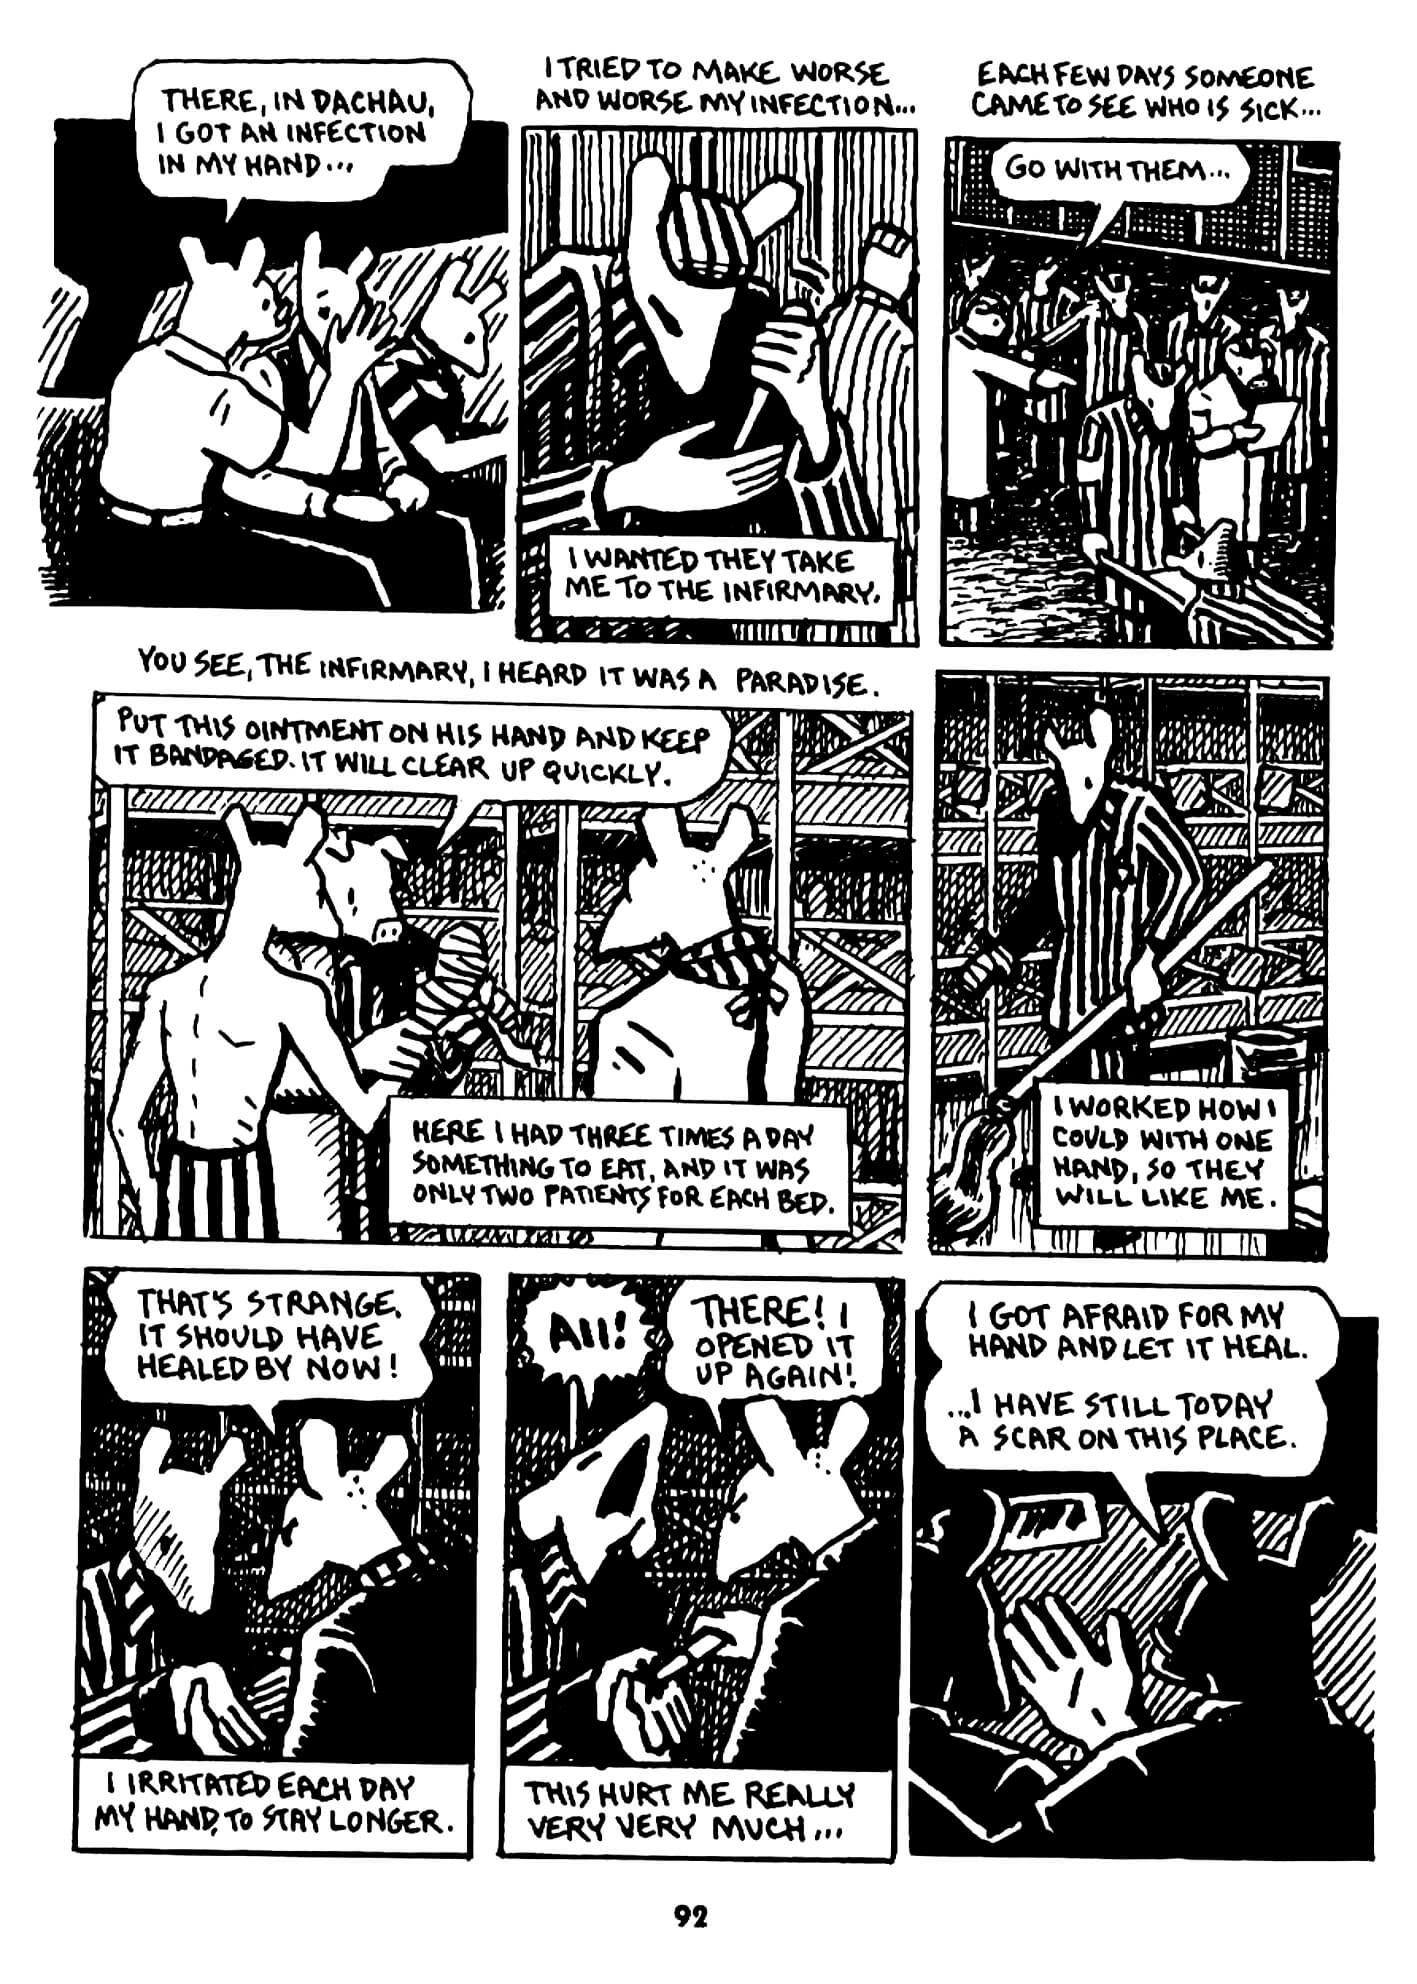 THERE, IN DACHAU,
I GOT AN INFECTION
IN MY HAND...
I TRIED TO MAKE WORSE
AND WORSE MY INFECTION...
I WANTED THEY TAKE
ME TO THE INFIRMARY.
EACH FEW DAYS SOMEONE
CAME TO SEE WHO IS SICK...
GO WITH THEM...
YOU SEE, THE INFIRMARY, I HEARD IT WAS A PARADISE.
PUT THIS OINTMENT ON HIS HAND AND KEEP
IT BANDAGED. IT WILL CLEAR UP QUICKLY.
HERE I HAD THREE TIMES A DAY
SOMETHING TO EAT, AND IT WAS
ONLY TWO PATIENTS FOR EACH BED.
I WORKED HOW I
COULD WITH ONE
HAND, SO THEY
WILL LIKE ME.
THAT'S STRANGE.
IT SHOULD HAVE
HEALED BY NOW!
I IRRITATED EACH DAY
MY HAND, TO STAY LONGER.
AII!
THERE! I
OPENED IT
UP AGAIN!
THIS HURT ME REALLY
VERY VERY MUCH...
I GOT AFRAID FOR MY
HAND AND LET IT HEAL.
...I HAVE STILL TODAY
A SCAR ON THIS PLACE.
92